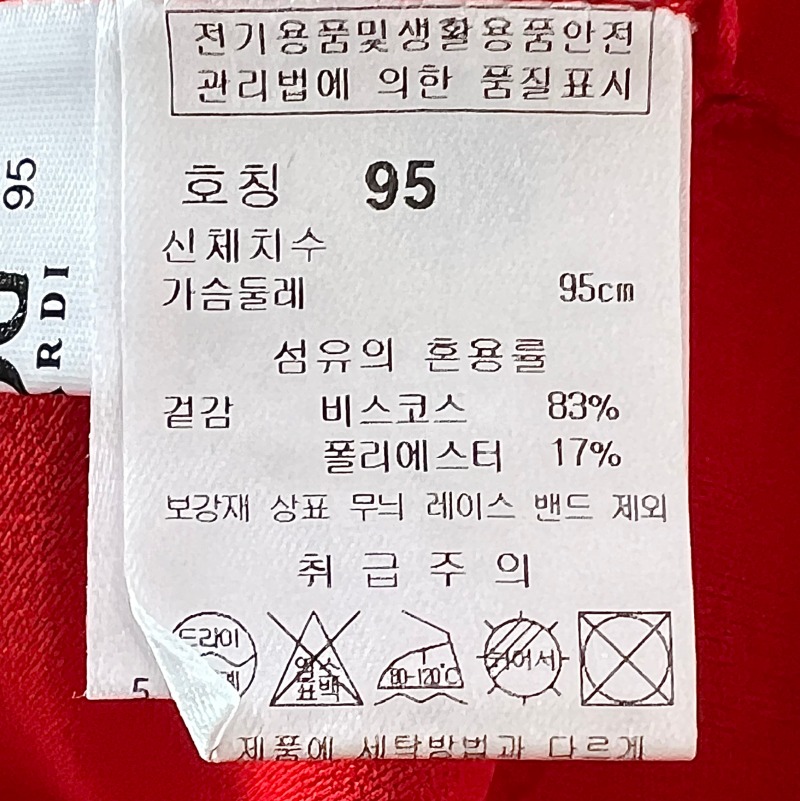 전기용품및생활용품안전
관리법에 의한 품질표시
호칭 95
신체치수
가슴둘레 95cm
섬유의 혼용률
겉감 비스코스 83%
폴리에스터 17%
보강재 상표 무늬 레이스 밴드 제외
취급주의
드라이
염소
표백
80-120℃
뉘어서
제품에 세탁방법과 다르게
95
RDI
5